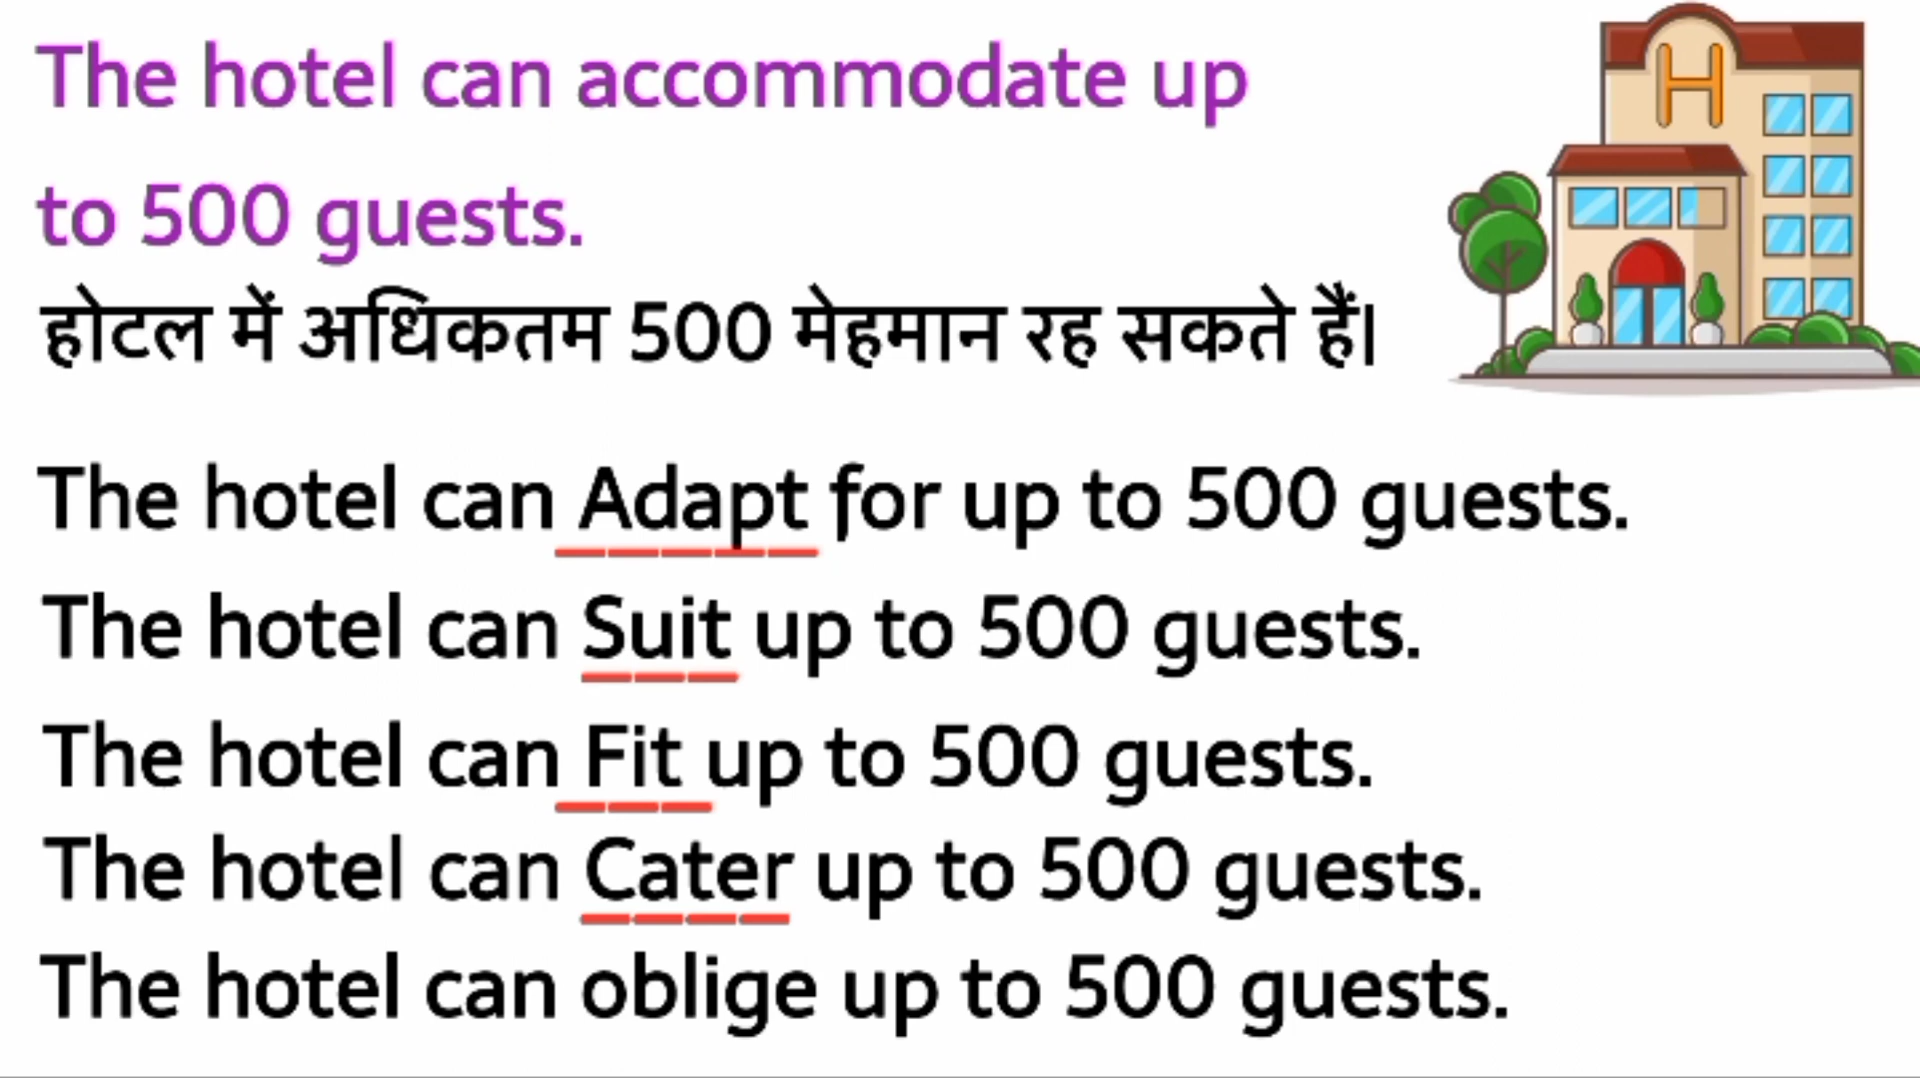 The hotel can accommodate up
to 500 guests.
होटल में अधिकतम 500 मेहमान रह सकते हैं।
H
The hotel can Adapt for up to 500 guests.
The hotel can Suit up to 500 guests.
The hotel can Fit up to 500 guests.
The hotel can Cater up to 500 guests.
The hotel can oblige up to 500 guests.